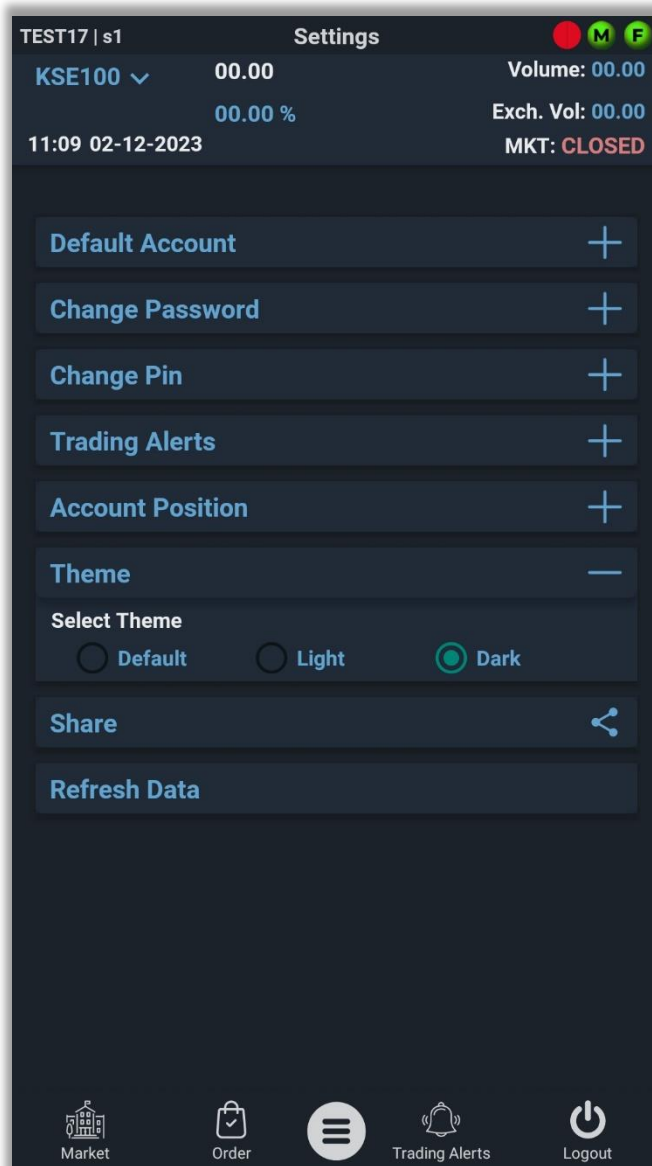 TEST17 | s1 Settings M F
KSE100 00.00 Volume: 00.00
00.00 % Exch. Vol: 00.00
11:09 02-12-2023 MKT: CLOSED
Default Account
Change Password
Change Pin
Trading Alerts
Account Position
Theme
Select Theme
Default Light Dark
Share
Refresh Data
Market Order Trading Alerts Logout